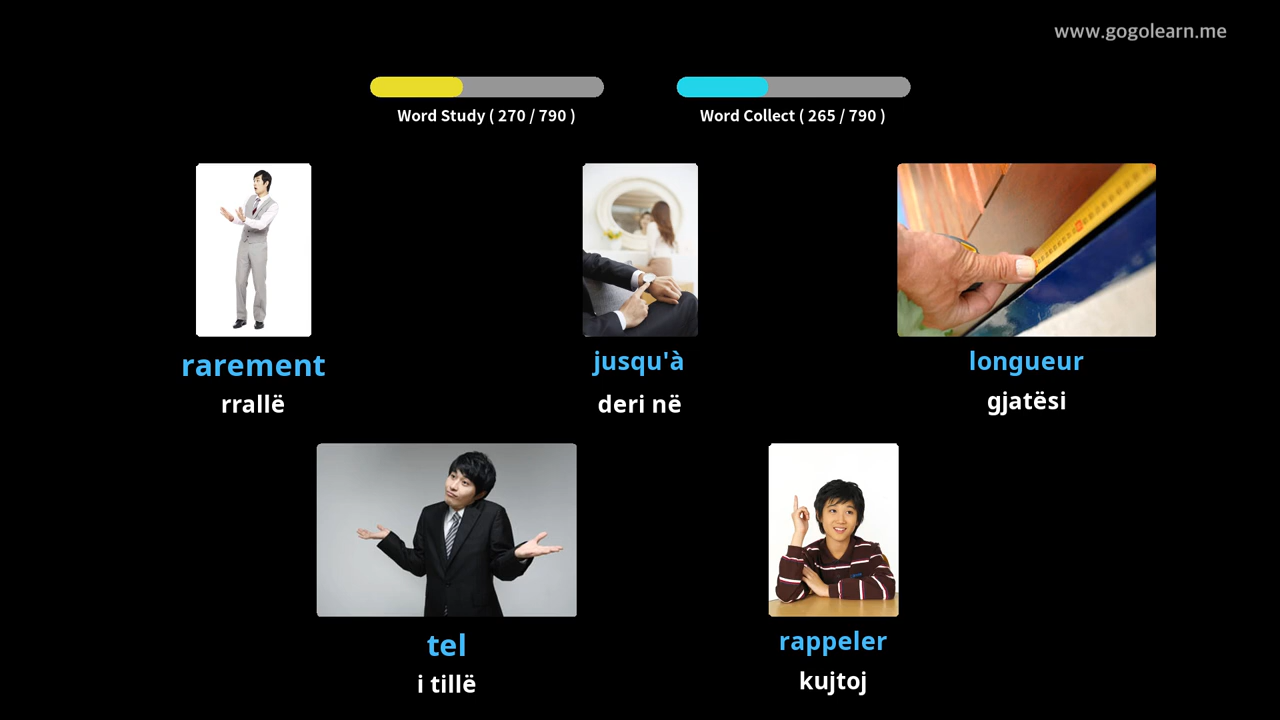 www.gogolearn.me
Word Study ( 270 / 790 )
Word Collect ( 265 / 790 )
rarement
rrallë
jusqu'à
deri në
longueur
gjatësi
tel
i tillë
rappeler
kujtoj